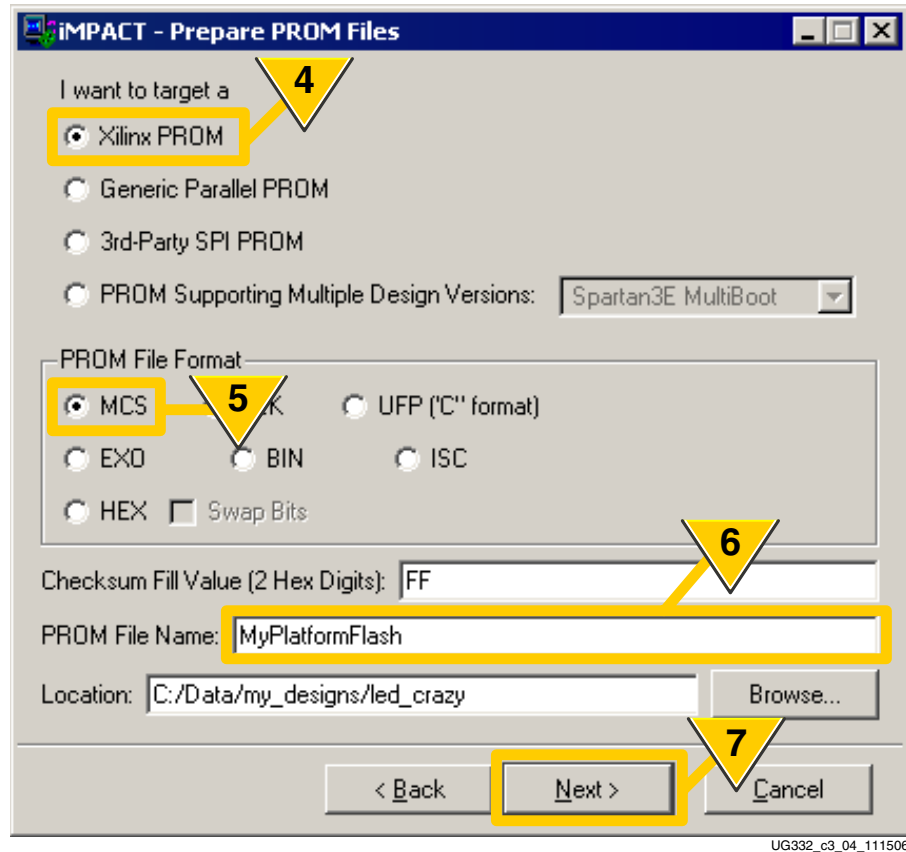 iMPACT - Prepare PROM Files
I want to target a
4
Xilinx PROM
Generic Parallel PROM
3rd-Party SPI PROM
PROM Supporting Multiple Design Versions: Spartan3E MultiBoot
PROM File Format
MCS 5 UFP ("C" format)
EXO BIN ISC
HEX Swap Bits
6
Checksum Fill Value (2 Hex Digits): FF
PROM File Name: MyPlatformFlash
Location: C:/Data/my_designs/led_crazy Browse...
7
< Back Next > Cancel
UG332_c3_04_111506